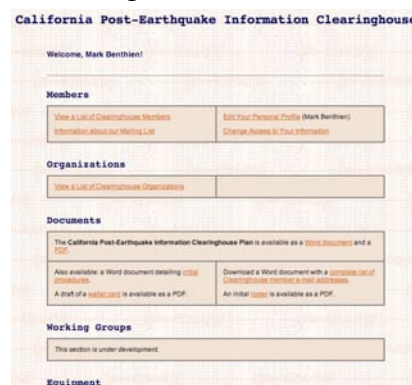 California Post-Earthquake Information Clearinghouse
Welcome, Mark Benthien!
Members
View a List of Clearinghouse Members
Edit Your Personal Profile (Mark Benthien)
Information about our Mailing List
Change Access to Your Information
Organizations
View a List of Clearinghouse Organizations
Documents
The California Post-Earthquake Information Clearinghouse Plan is available as a Word document and a
PDF.
Also available: a Word document detailing initial
procedures.
A draft of a wallet card is available as a PDF.
Download a Word document with a complete list of
Clearinghouse member e-mail addresses.
An initial roster is available as a PDF.
Working Groups
This section is under development.
Equipment